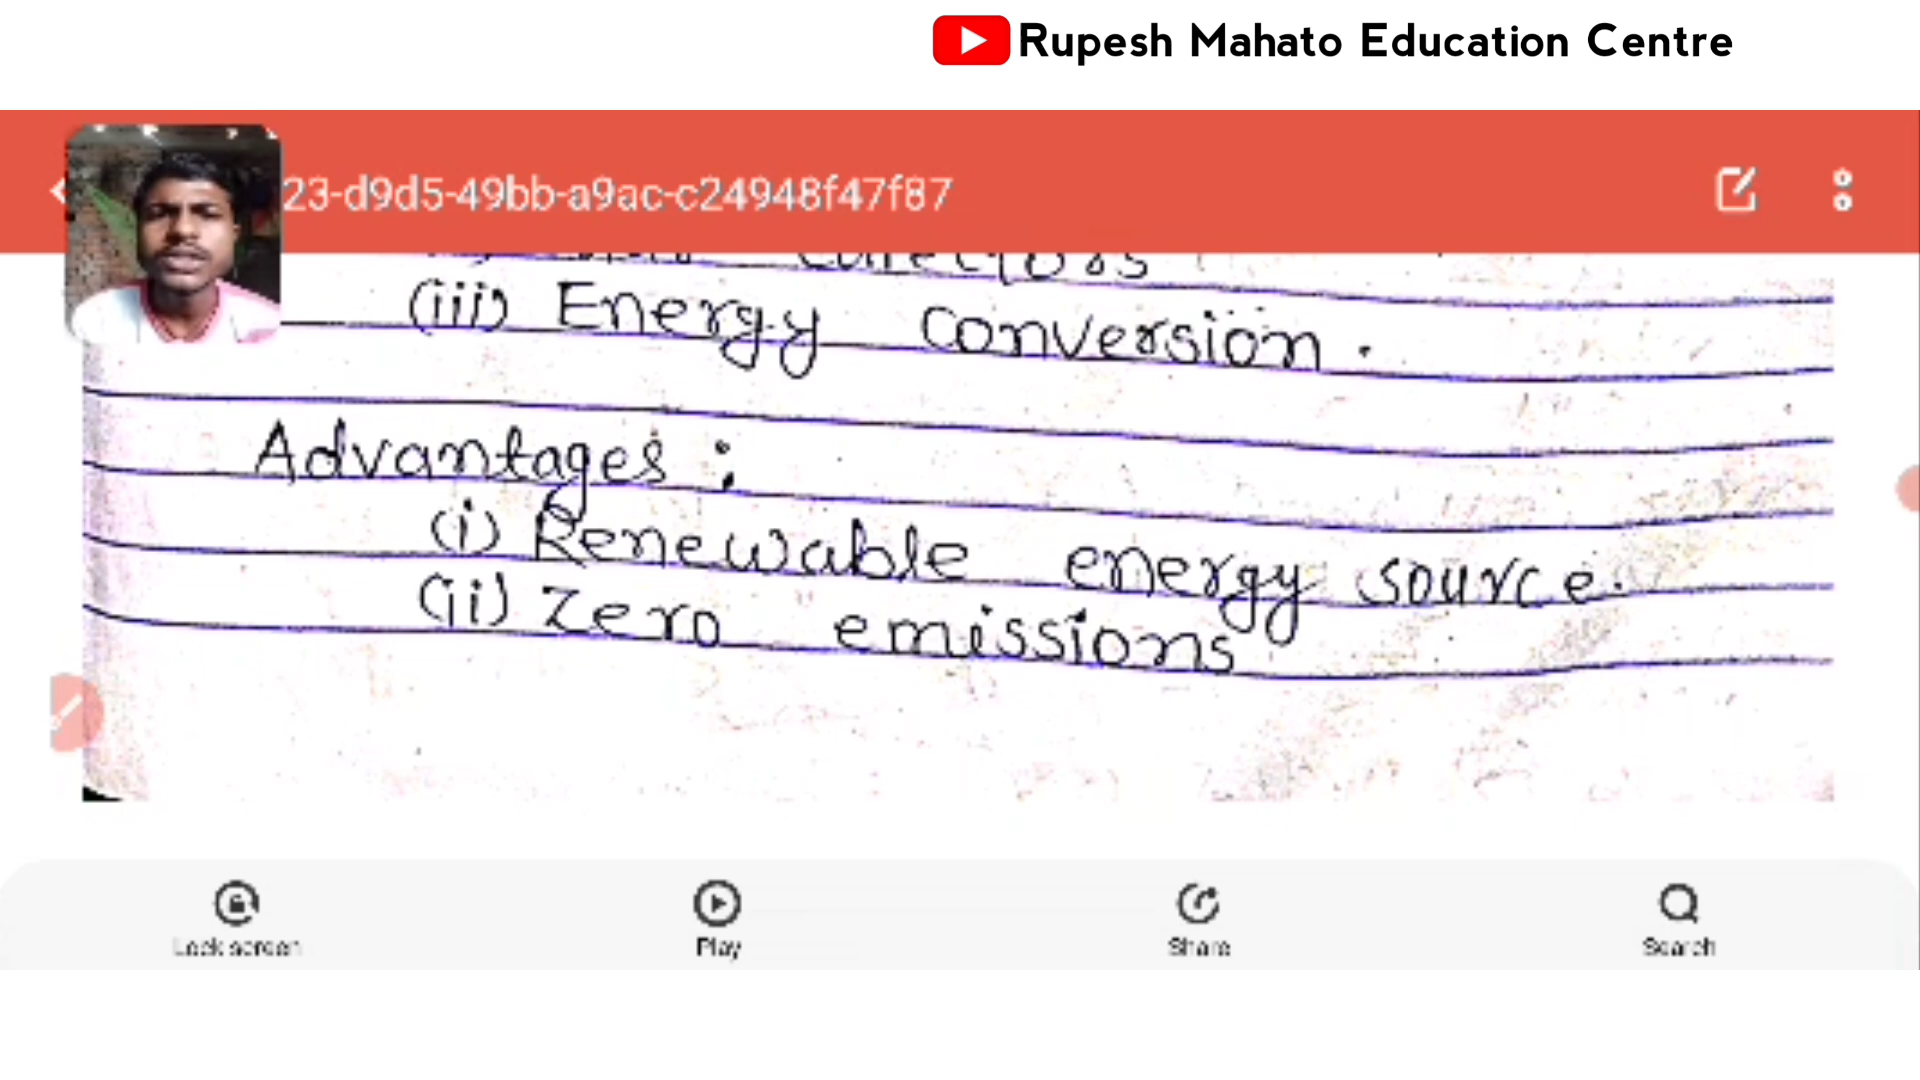 Rupesh Mahato Education Centre
23-d9d5-49bb-a9ac-c24948f47f87
(iii) Energy conversion.
Advantages :
(i) Renewable energy source.
(ii) Zero emissions
Lock screen
Play
Share
Search